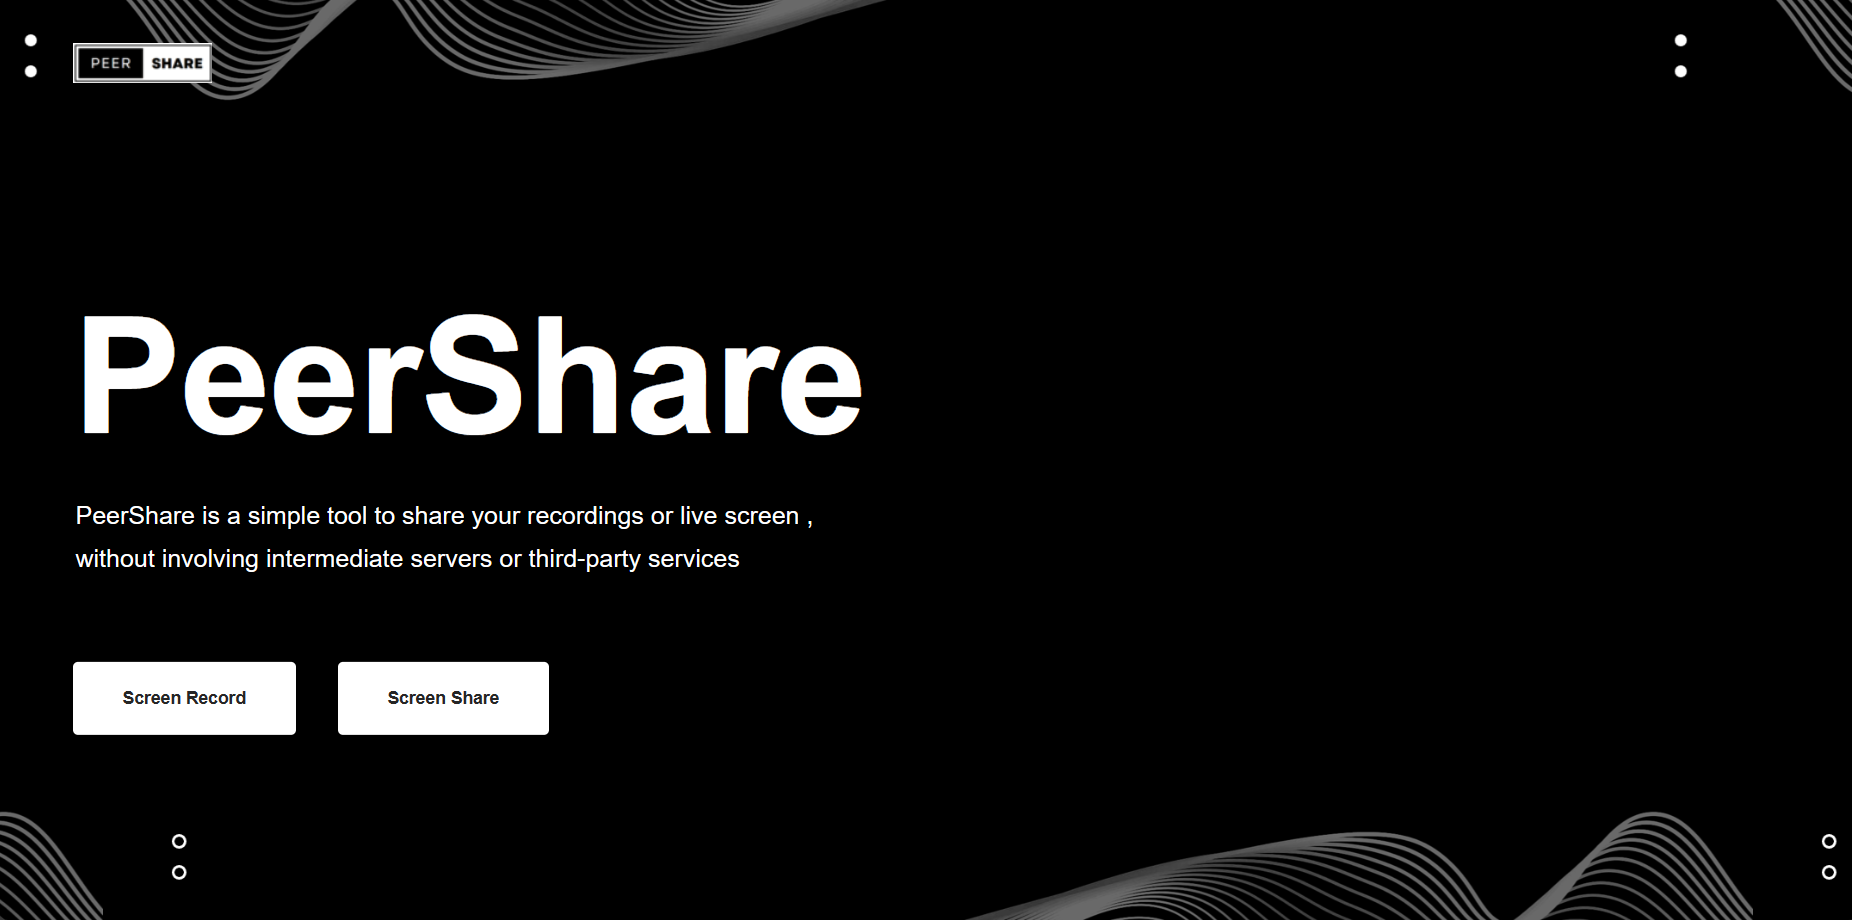 PEER SHARE
PeerShare
PeerShare is a simple tool to share your recordings or live screen ,
without involving intermediate servers or third-party services
Screen Record
Screen Share